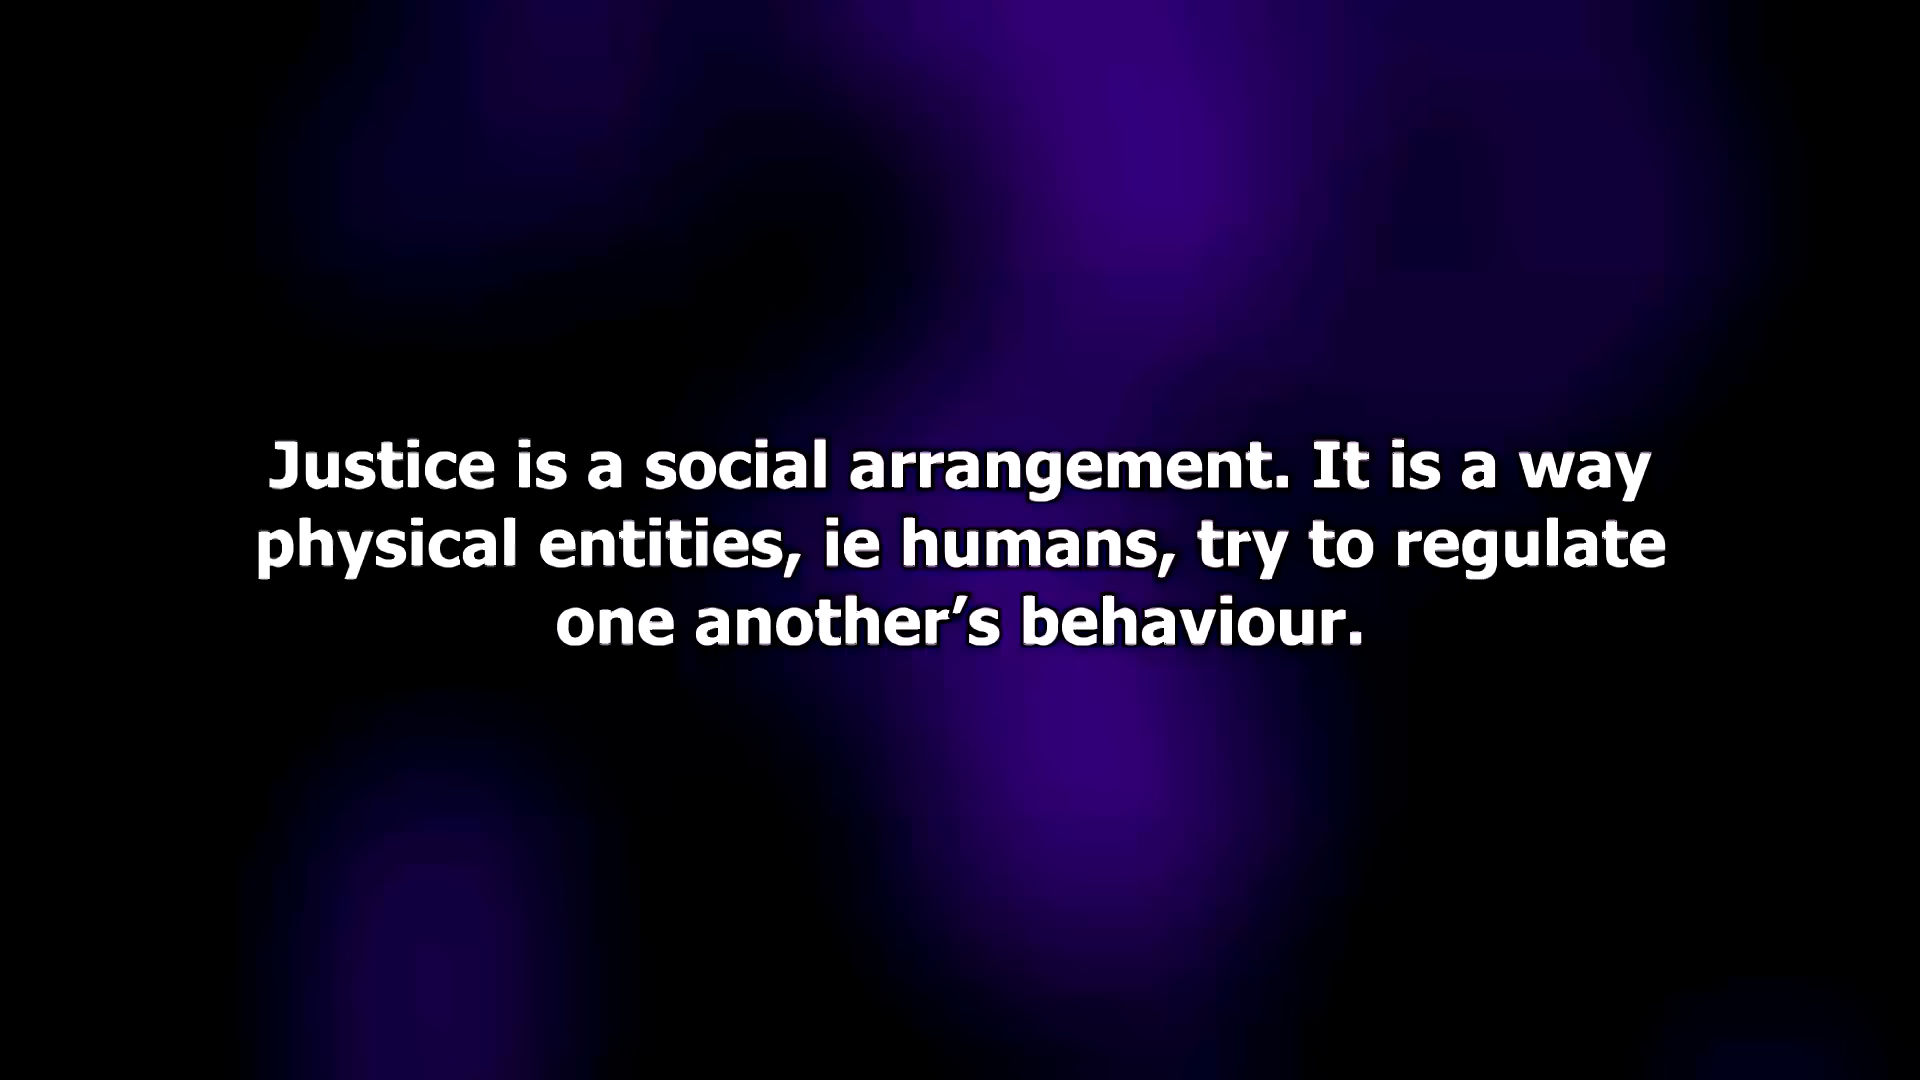 Justice is a social arrangement. It is a way
physical entities, ie humans, try to regulate
one another’s behaviour.